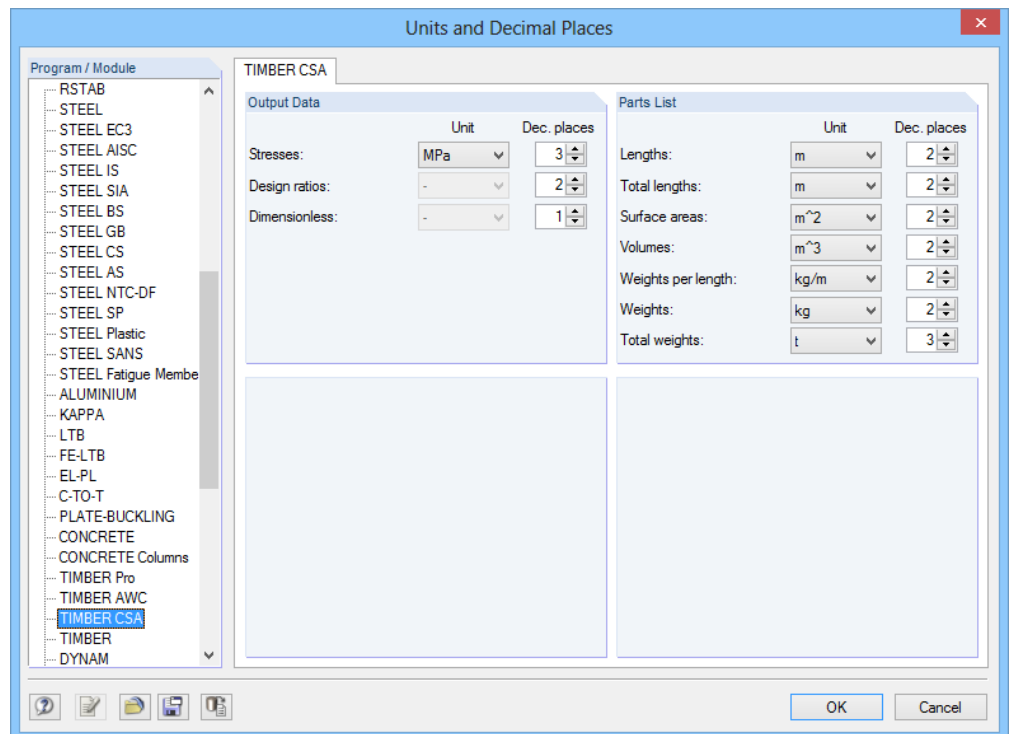 Units and Decimal Places
Program / Module
RSTAB
STEEL
STEEL EC3
STEEL AISC
STEEL IS
STEEL SIA
STEEL BS
STEEL GB
STEEL CS
STEEL AS
STEEL NTC-DF
STEEL SP
STEEL Plastic
STEEL SANS
STEEL Fatigue Membe
ALUMINIUM
KAPPA
LTB
FE-LTB
EL-PL
C-TO-T
PLATE-BUCKLING
CONCRETE
CONCRETE Columns
TIMBER Pro
TIMBER AWC
TIMBER CSA
TIMBER
DYNAM
TIMBER CSA
Output Data
Unit Dec. places
Stresses: MPa 3
Design ratios: - 2
Dimensionless: - 1
Parts List
Unit Dec. places
Lengths: m 2
Total lengths: m 2
Surface areas: m^2 2
Volumes: m^3 2
Weights per length: kg/m 2
Weights: kg 2
Total weights: t 3
OK Cancel